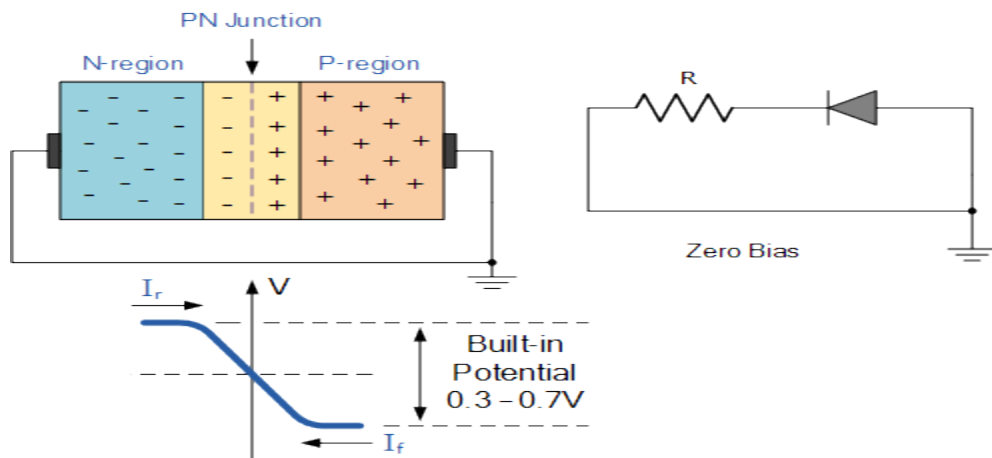 PN Junction
N-region
P-region
R
Zero Bias
Ir
V
Built-in
Potential
0.3 – 0.7V
If